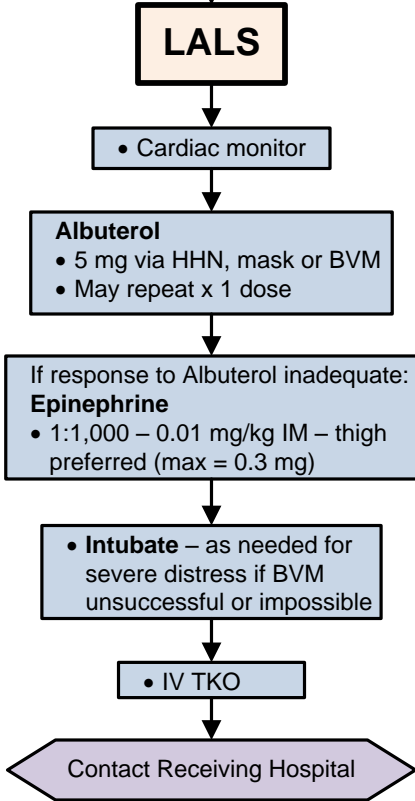 LALS
• Cardiac monitor
Albuterol
• 5 mg via HHN, mask or BVM
• May repeat x 1 dose
If response to Albuterol inadequate:
Epinephrine
• 1:1,000 – 0.01 mg/kg IM – thigh
preferred (max = 0.3 mg)
• Intubate – as needed for
severe distress if BVM
unsuccessful or impossible
• IV TKO
Contact Receiving Hospital